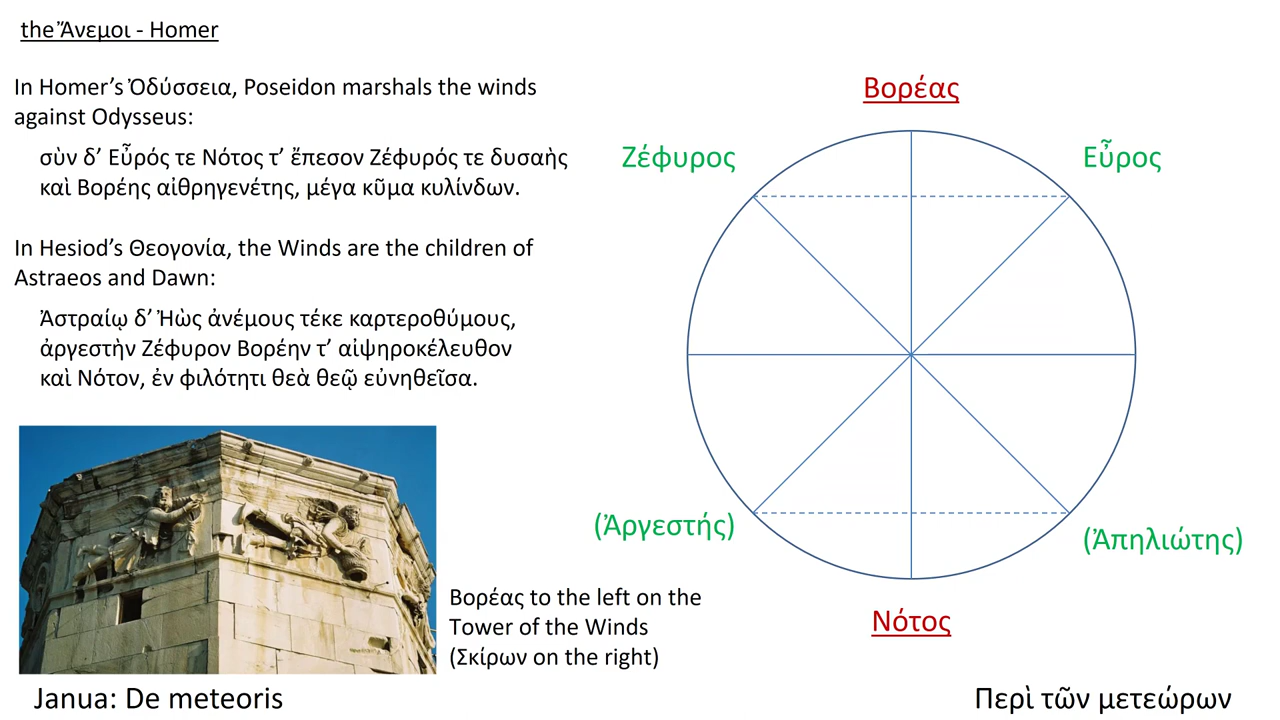 the Ἄνεμοι - Homer
In Homer’s Ὀδύσσεια, Poseidon marshals the winds
against Odysseus:
σὺν δ’ Εὖρός τε Νότος τ’ ἔπεσον Ζέφυρός τε δυσαὴς
καὶ Βορέης αἰθρηγενέτης, μέγα κῦμα κυλίνδων.
In Hesiod’s Θεογονία, the Winds are the children of
Astraeos and Dawn:
Ἀστραίῳ δ’ Ἠὼς ἀνέμους τέκε καρτεροθύμους,
ἀργεστὴν Ζέφυρον Βορέην τ’ αἰψηροκέλευθον
καὶ Νότον, ἐν φιλότητι θεὰ θεῷ εὐνηθεῖσα.
Βορέας to the left on the
Tower of the Winds
(Σκίρων on the right)
Βορέας
Ζέφυρος
Εὖρος
(Ἀργεστής)
(Ἀπηλιώτης)
Νότος
Janua: De meteoris
Περὶ τῶν μετεώρων